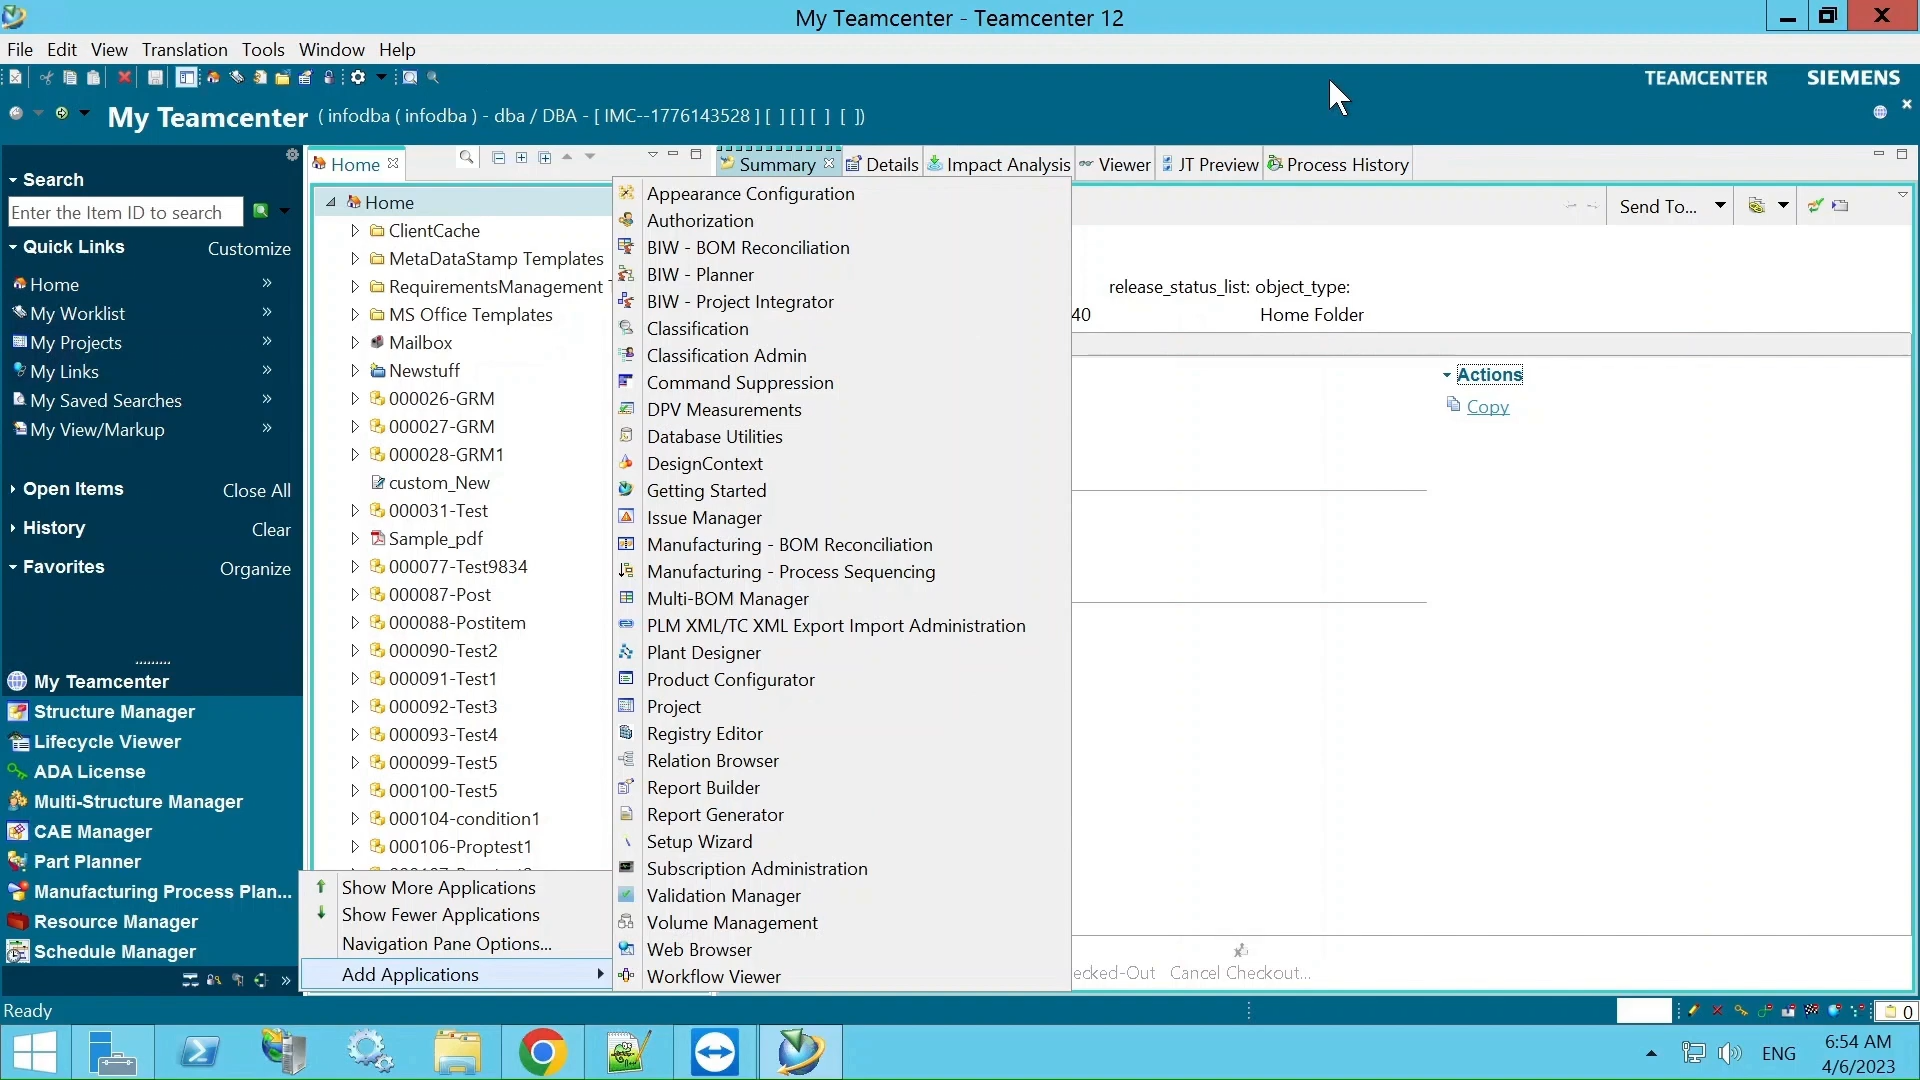 My Teamcenter - Teamcenter 12
File Edit View Translation Tools Window Help
TEAMCENTER SIEMENS
My Teamcenter ( infodba ( infodba ) - dba / DBA - [ IMC--1776143528 ] [ ] [ ] [ ] [ ])
Search
Enter the Item ID to search
Quick Links Customize
Home
My Worklist
My Projects
My Links
My Saved Searches
My View/Markup
Open Items Close All
History Clear
Favorites Organize
My Teamcenter
Structure Manager
Lifecycle Viewer
ADA License
Multi-Structure Manager
CAE Manager
Part Planner
Manufacturing Process Plan...
Resource Manager
Schedule Manager
Home
Home
ClientCache
MetaDataStamp Templates
RequirementsManagement
MS Office Templates
Mailbox
Newstuff
000026-GRM
000027-GRM
000028-GRM1
custom_New
000031-Test
Sample_pdf
000077-Test9834
000087-Post
000088-Postitem
000090-Test2
000091-Test1
000092-Test3
000093-Test4
000099-Test5
000100-Test5
000104-condition1
000106-Proptest1
Show More Applications
Show Fewer Applications
Navigation Pane Options...
Add Applications
Summary Details Impact Analysis Viewer JT Preview Process History
Appearance Configuration
Authorization
BIW - BOM Reconciliation
BIW - Planner
BIW - Project Integrator
Classification
Classification Admin
Command Suppression
DPV Measurements
Database Utilities
DesignContext
Getting Started
Issue Manager
Manufacturing - BOM Reconciliation
Manufacturing - Process Sequencing
Multi-BOM Manager
PLM XML/TC XML Export Import Administration
Plant Designer
Product Configurator
Project
Registry Editor
Relation Browser
Report Builder
Report Generator
Setup Wizard
Subscription Administration
Validation Manager
Volume Management
Web Browser
Workflow Viewer
Send To...
release_status_list: object_type:
40 Home Folder
Actions
Copy
ecked-Out Cancel Checkout...
Ready
0
ENG
6:54 AM
4/6/2023